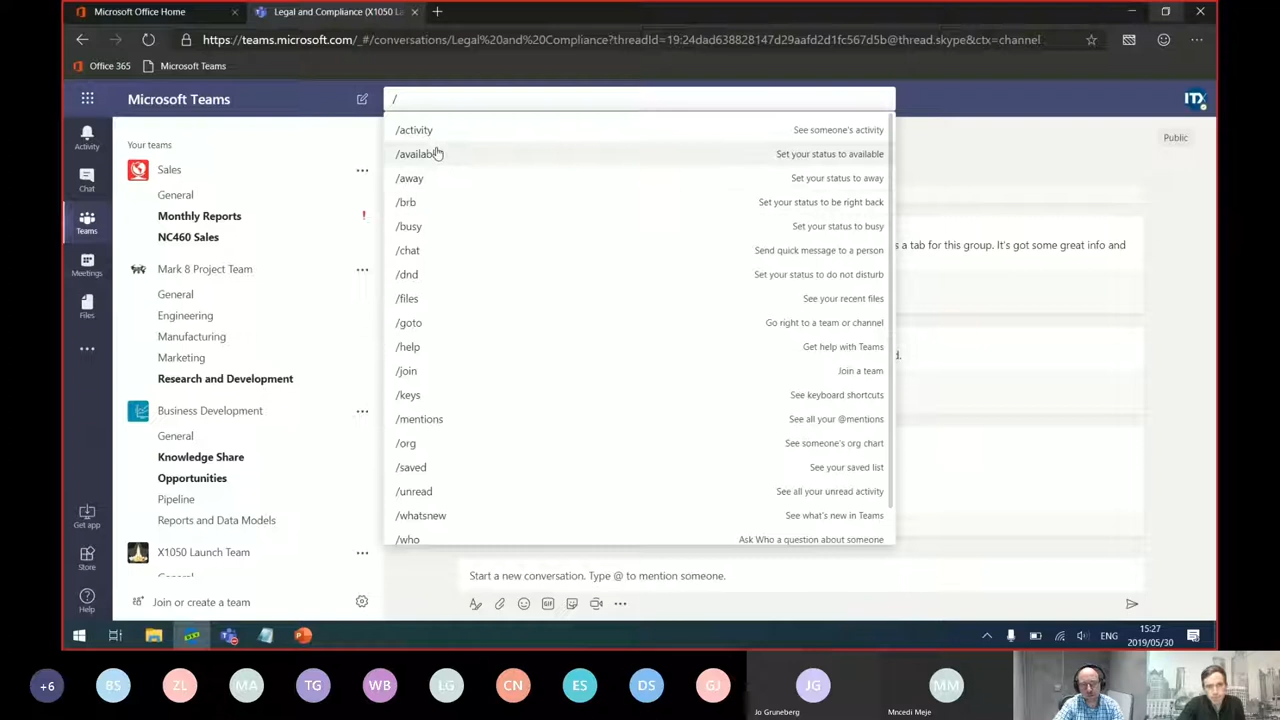 Microsoft Office Home
Legal and Compliance (X1050 La
https://teams.microsoft.com/_#/conversations/Legal%20and%20Compliance?threadId=19:24dad638828147d29aafd2d1fc567d5b@thread.skype&ctx=channel
Office 365
Microsoft Teams
Microsoft Teams
/
ITX
Activity
Chat
Teams
Meetings
Files
Get app
Store
Help
Your teams
Sales
General
Monthly Reports
!
NC460 Sales
Mark 8 Project Team
General
Engineering
Manufacturing
Marketing
Research and Development
Business Development
General
Knowledge Share
Opportunities
Pipeline
Reports and Data Models
X1050 Launch Team
General
Join or create a team
/activity See someone's activity
/available Set your status to available
/away Set your status to away
/brb Set your status to be right back
/busy Set your status to busy
/chat Send quick message to a person
/dnd Set your status to do not disturb
/files See your recent files
/goto Go right to a team or channel
/help Get help with Teams
/join Join a team
/keys See keyboard shortcuts
/mentions See all your @mentions
/org See someone's org chart
/saved See your saved list
/unread See all your unread activity
/whatsnew See what's new in Teams
/who Ask Who a question about someone
Public
s a tab for this group. It's got some great info and
d.
Start a new conversation. Type @ to mention someone.
GIF
ENG
15:27
2019/05/30
+6
BS
ZL
MA
TG
WB
LG
CN
ES
DS
GJ
JG
Jo Gruneberg
MM
Mncedi Meje